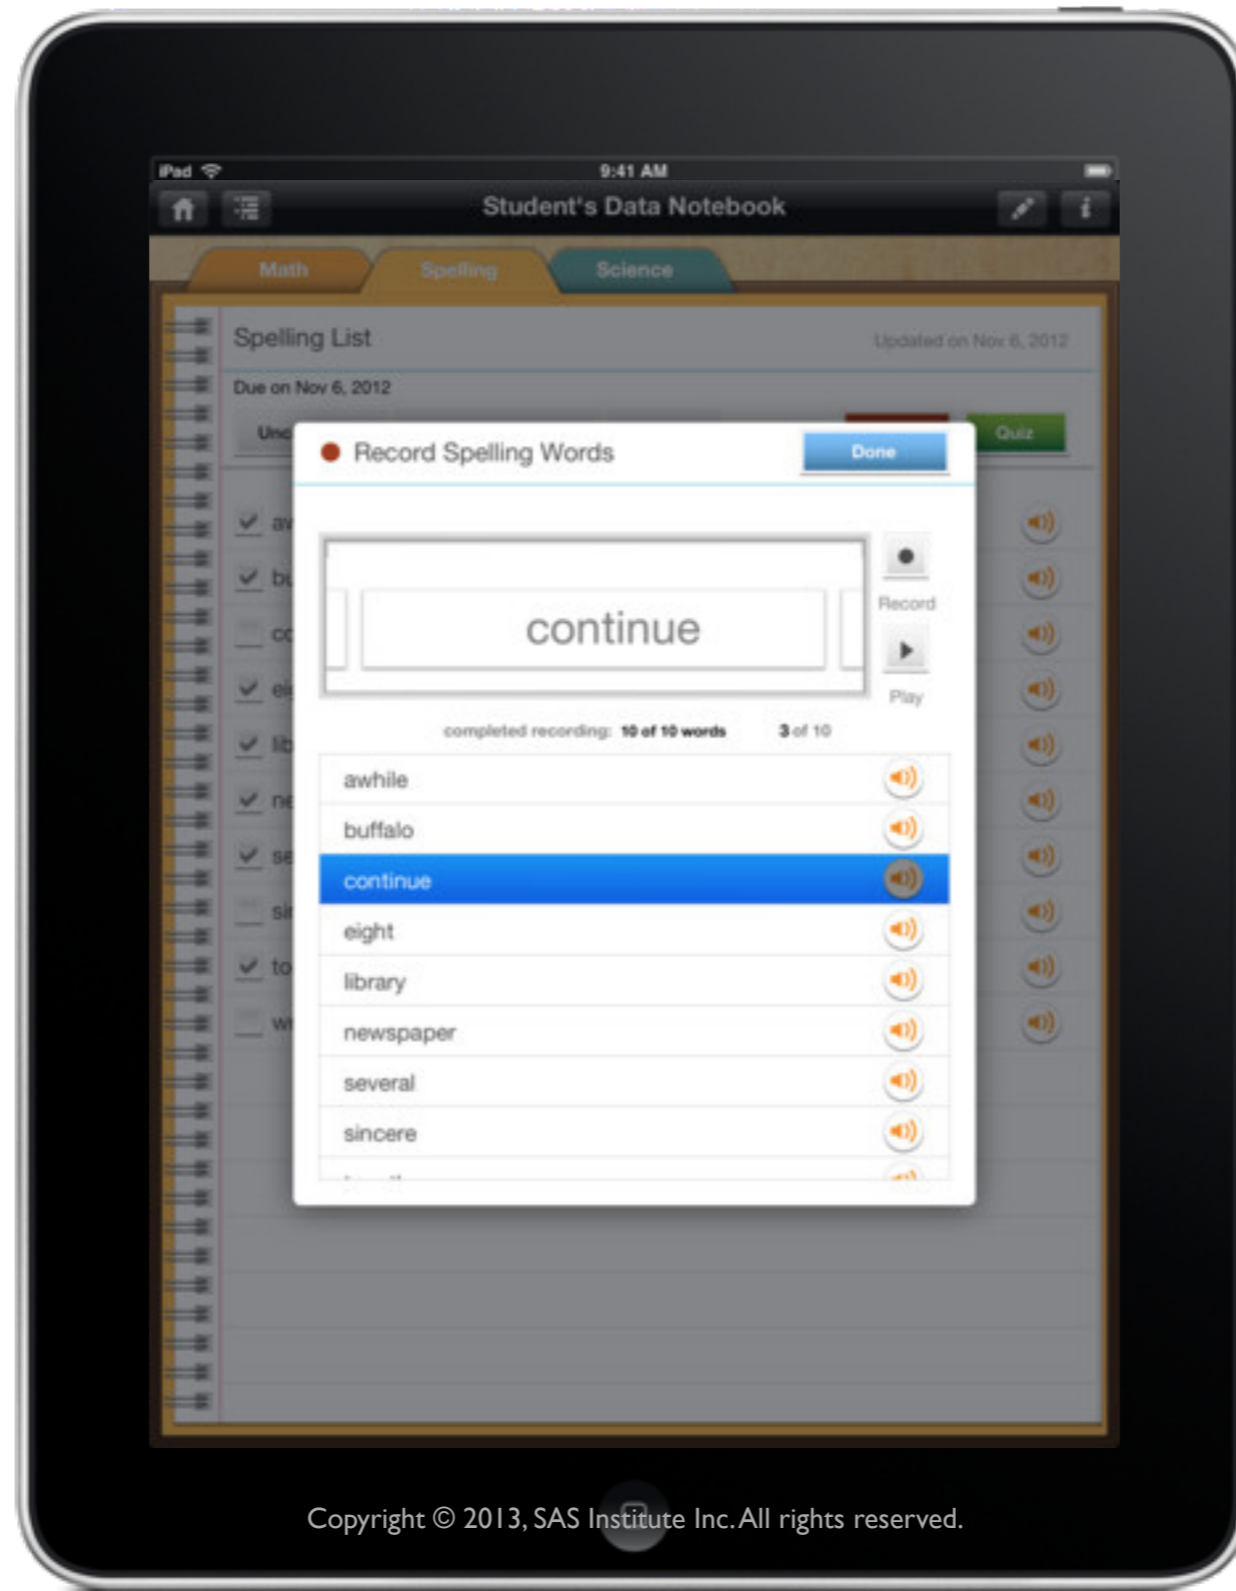 iPad 9:41 AM
Student's Data Notebook
Math Spelling Science
Spelling List Updated on Nov 6, 2012
Due on Nov 6, 2012
Quiz
Record Spelling Words Done
continue
Record
Play
completed recording: 10 of 10 words 3 of 10
awhile
buffalo
continue
eight
library
newspaper
several
sincere
Copyright © 2013, SAS Institute Inc. All rights reserved.